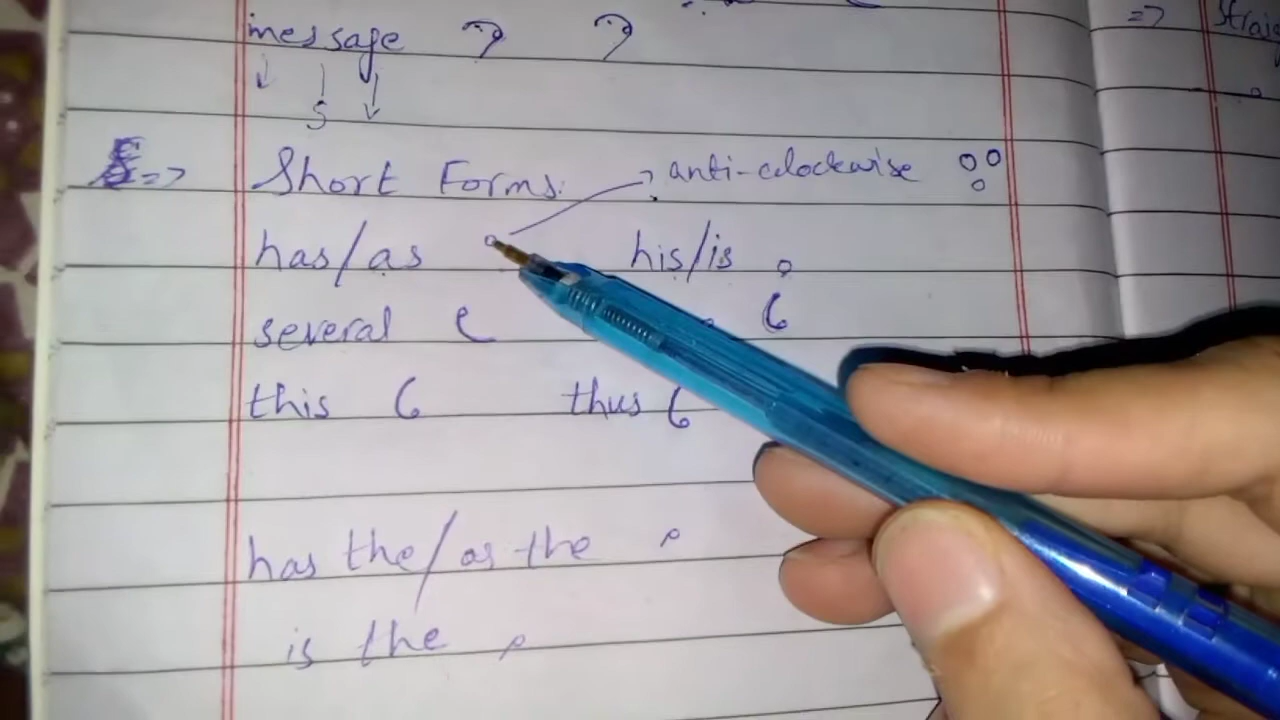 message
S
=> Short Forms: → anti-clockwise
has/as his/is
several
this thus
has the/as the
is the
=>